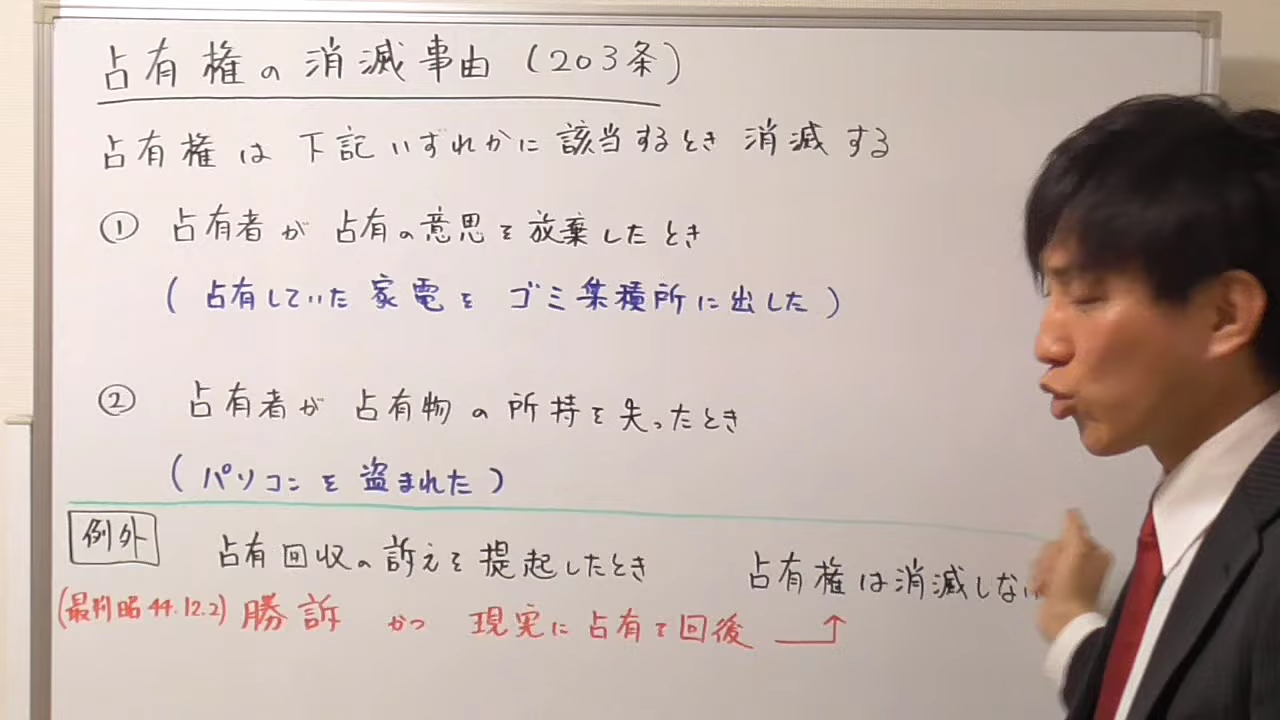 占有権の消滅事由（203条）
占有権は下記いずれかに該当するとき消滅する
① 占有者が占有の意思を放棄したとき
（占有していた家電をゴミ集積所に出した）
② 占有者が占有物の所持を失ったとき
（パソコンを盗まれた）
例外 占有回収の訴えを提起したとき 占有権は消滅しない
（最判昭44.12.2）勝訴 かつ 現実に占有を回後